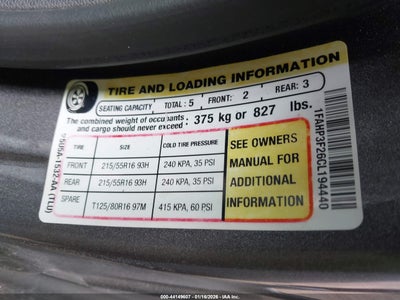 TIRE AND LOADING INFORMATION
SEATING CAPACITY TOTAL: 5 FRONT: 2 REAR: 3
The combined weight of occupants and cargo should never exceed : 375 kg or 827 lbs.
TIRE SIZE COLD TIRE PRESSURE
FRONT 215/55R16 93H 240 KPA, 35 PSI
REAR 215/55R16 93H 240 KPA, 35 PSI
SPARE T125/80R16 97M 415 KPA, 60 PSI
SEE OWNERS
MANUAL FOR
ADDITIONAL
INFORMATION
1FAHP3F26CL194440
#00-44149607 - 01/16/2026 - IAA Inc.